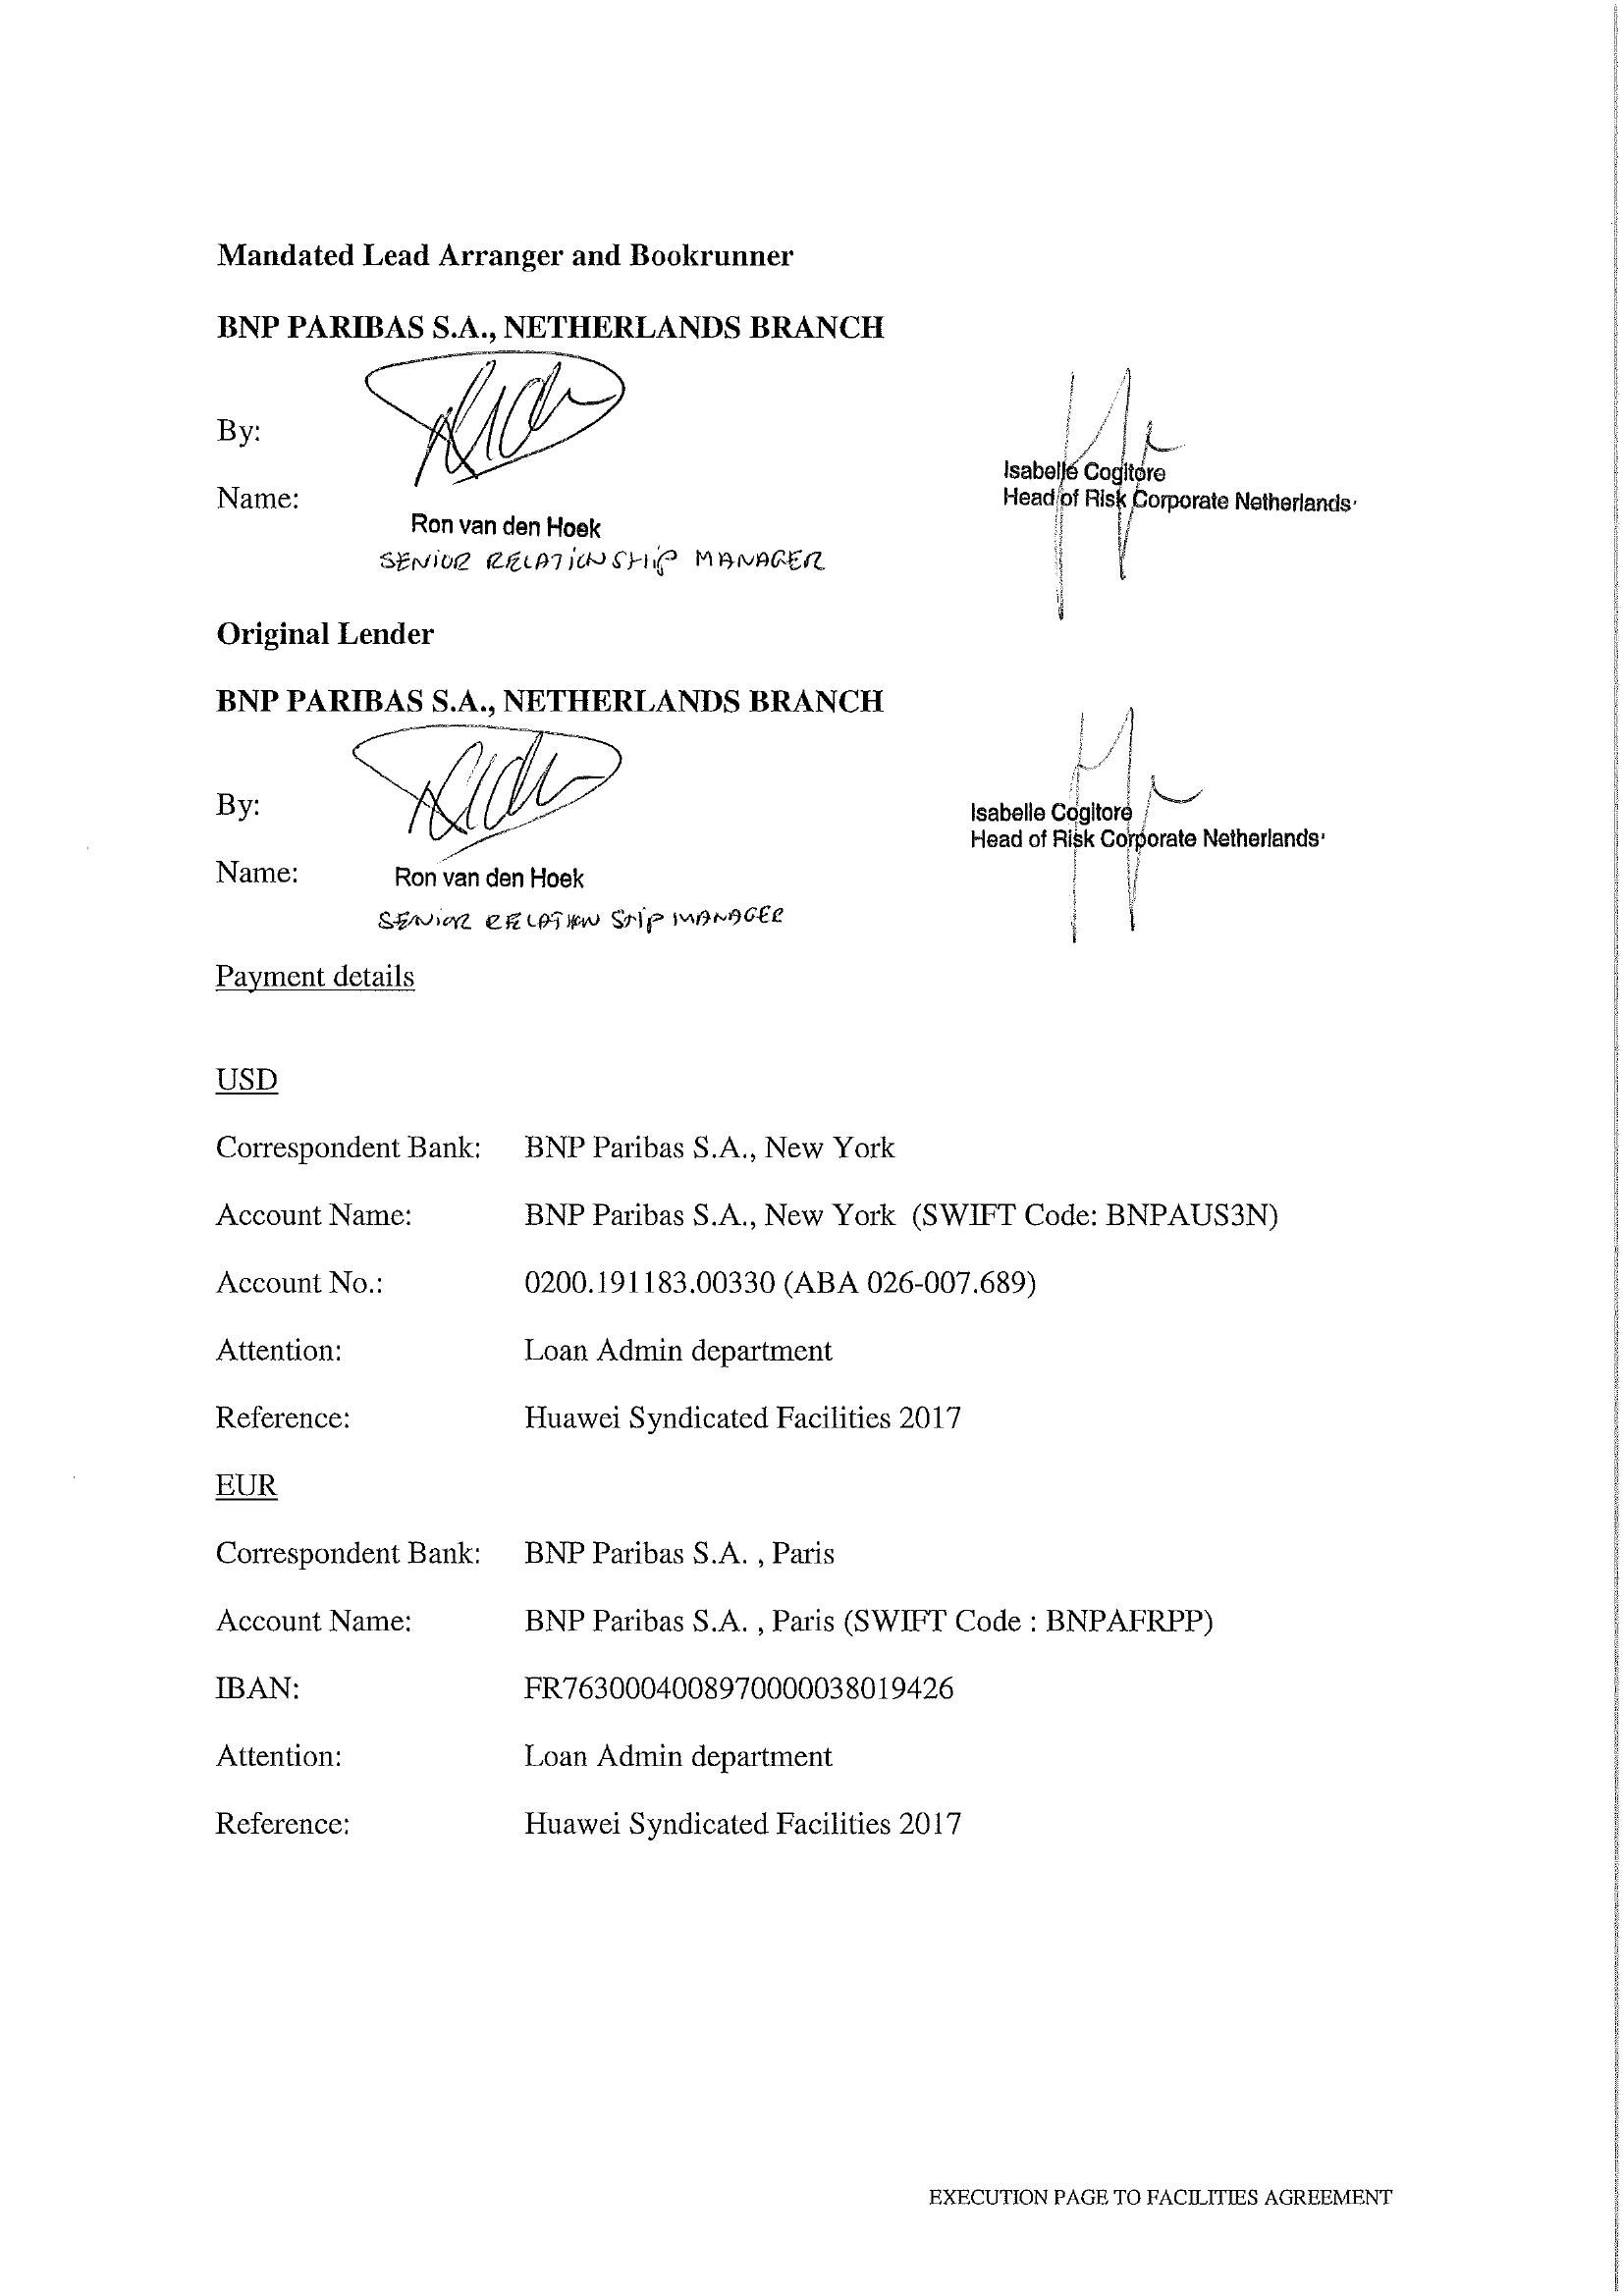 Mandated Lead Arranger and Bookrunner
BNP PARIBAS S.A., NETHERLANDS BRANCH
By:
Isabelle Cogitore
Head of Risk Corporate Netherlands
Name:
Ron van den Hoek
SENIOR RELATIONSHIP MANAGER
Original Lender
BNP PARIBAS S.A., NETHERLANDS BRANCH
By:
Isabelle Cogitore
Head of Risk Corporate Netherlands
Name: Ron van den Hoek
SENIOR RELATIONSHIP MANAGER
Payment details
USD
Correspondent Bank: BNP Paribas S.A., New York
Account Name: BNP Paribas S.A., New York (SWIFT Code: BNPAUS3N)
Account No.: 0200.191183.00330 (ABA 026-007.689)
Attention: Loan Admin department
Reference: Huawei Syndicated Facilities 2017
EUR
Correspondent Bank: BNP Paribas S.A. , Paris
Account Name: BNP Paribas S.A. , Paris (SWIFT Code : BNPAFRPP)
IBAN: FR7630004008970000038019426
Attention: Loan Admin department
Reference: Huawei Syndicated Facilities 2017
EXECUTION PAGE TO FACILITIES AGREEMENT